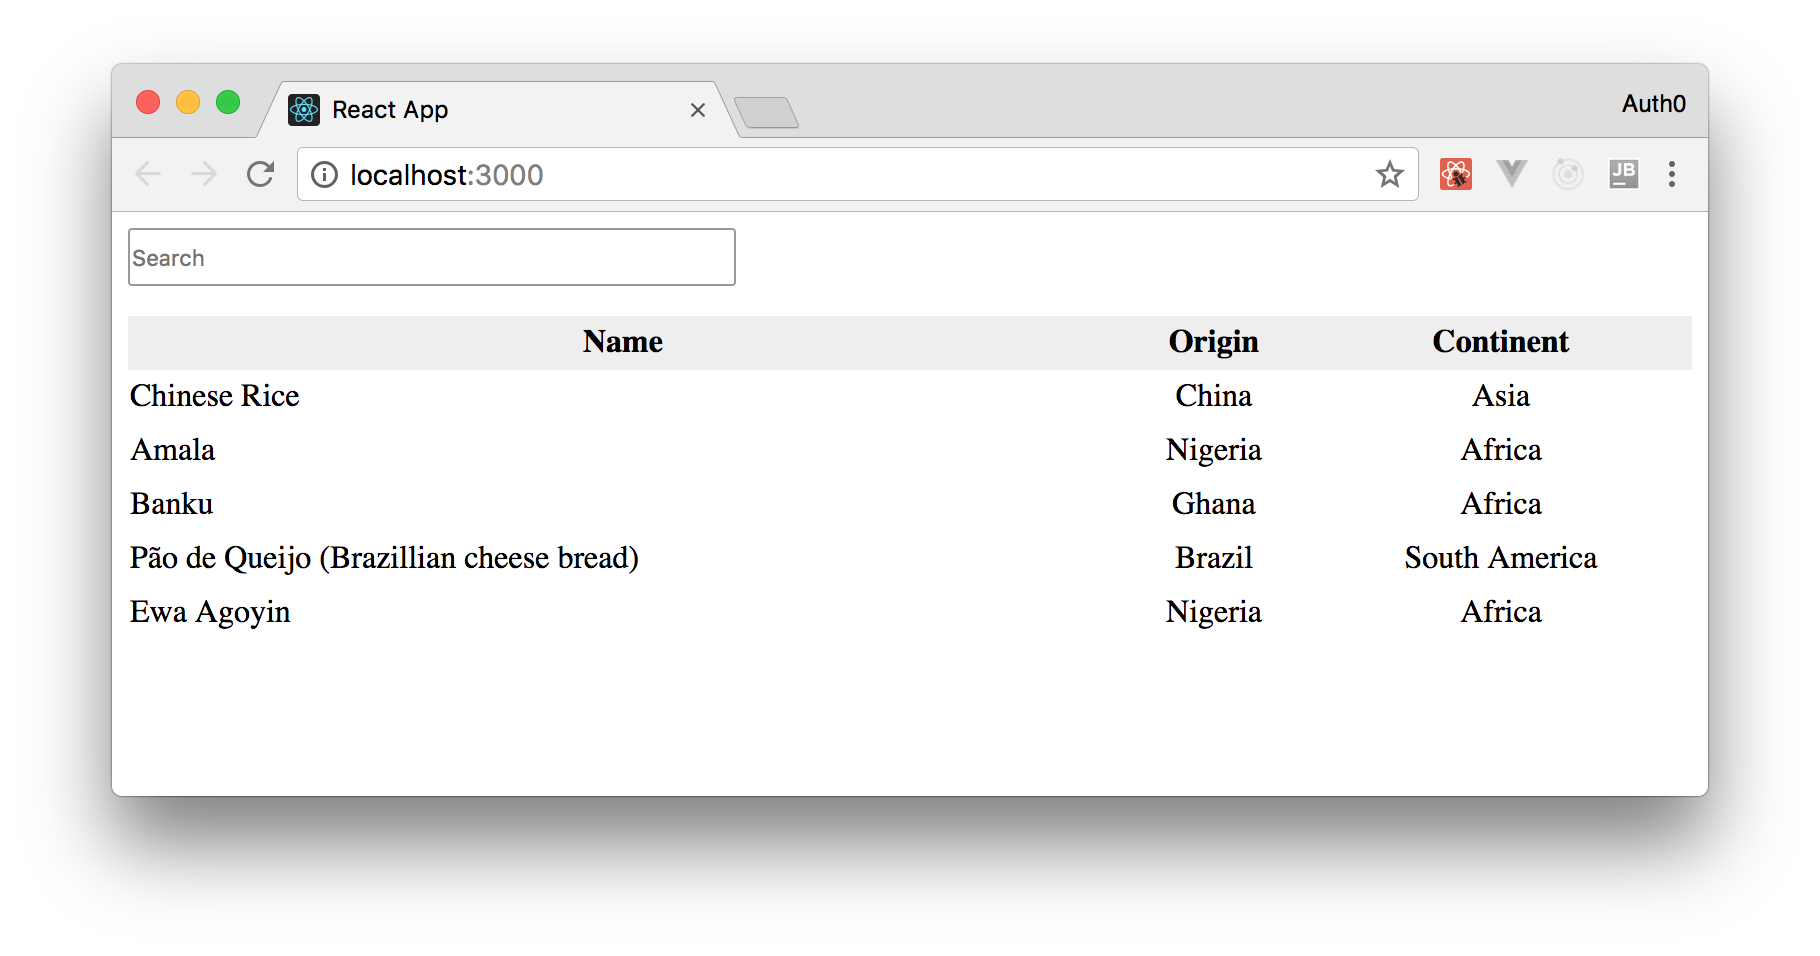 React App
Auth0
localhost:3000
JB
Search
Name Origin Continent
Chinese Rice China Asia
Amala Nigeria Africa
Banku Ghana Africa
Pão de Queijo (Brazillian cheese bread) Brazil South America
Ewa Agoyin Nigeria Africa